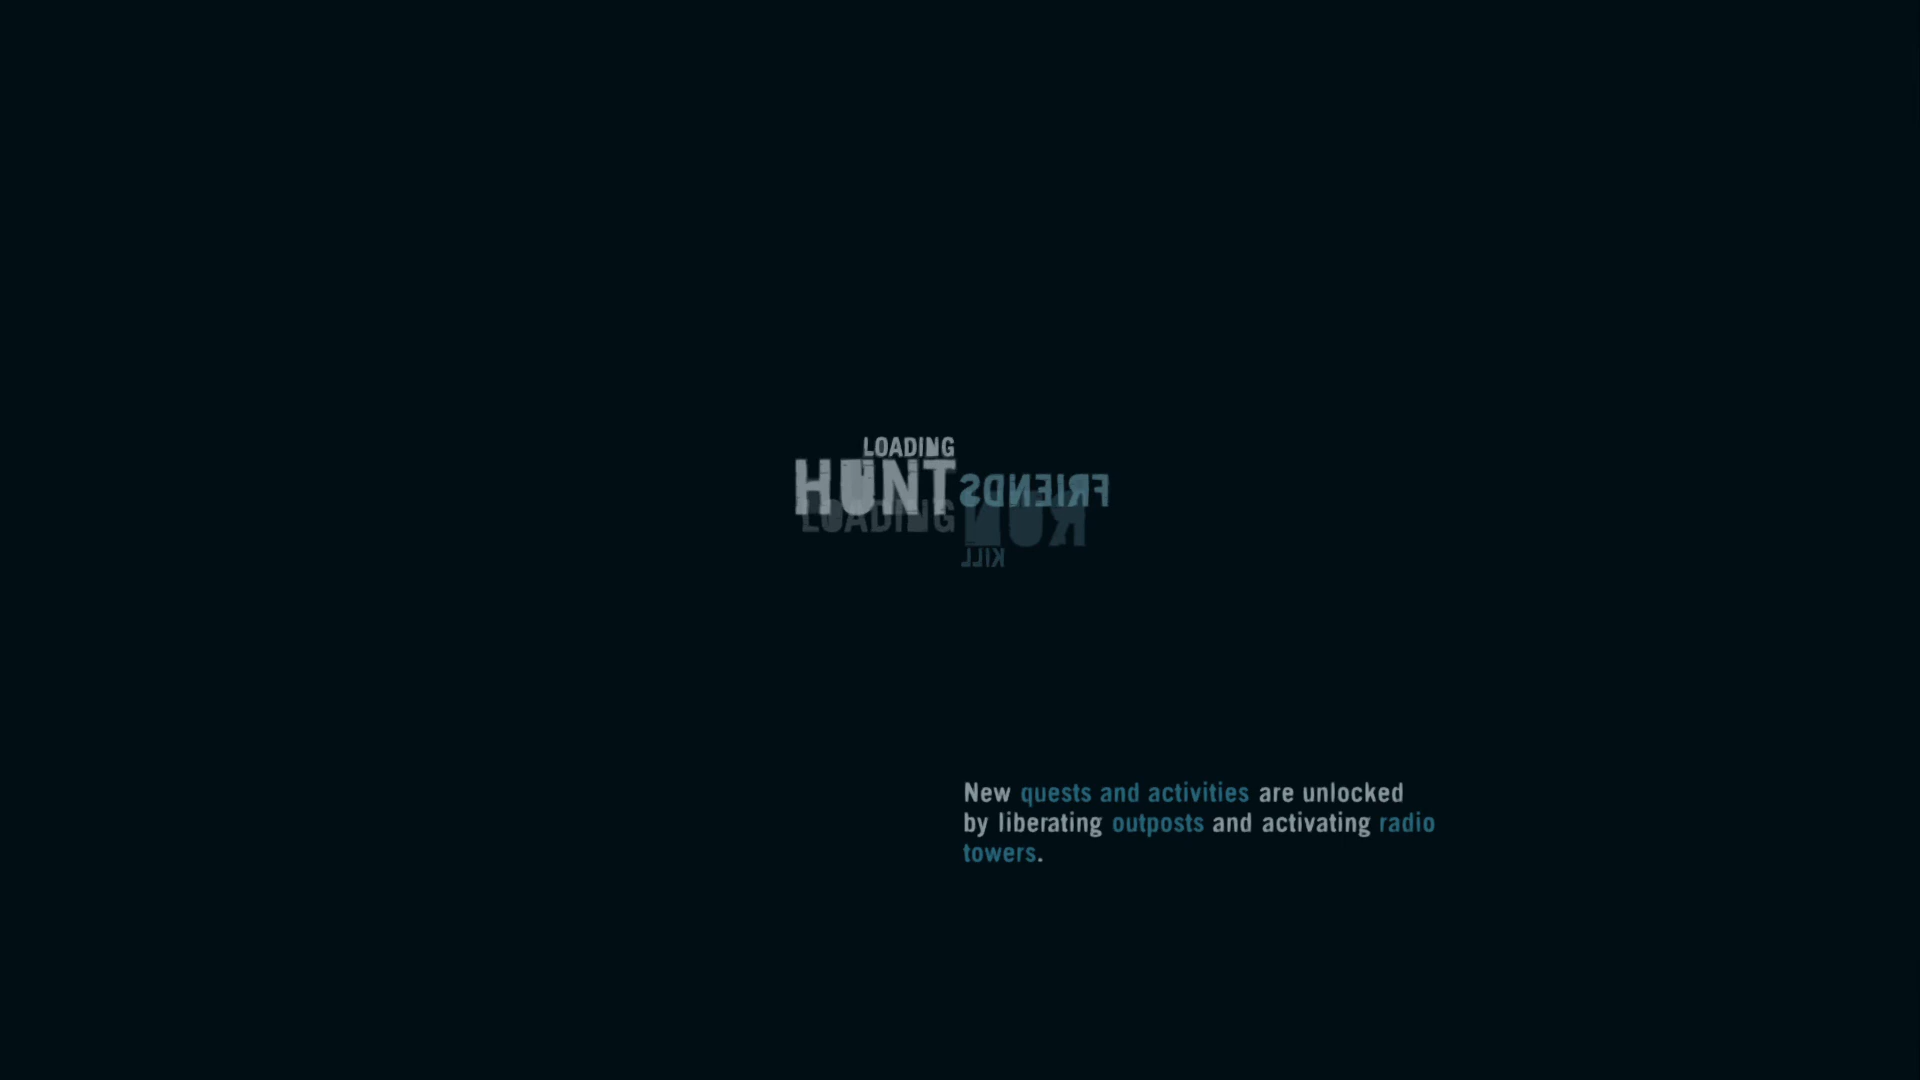 LOADING
HUNT
FRIENDS
LOADING
RUN
KILL
New quests and activities are unlocked
by liberating outposts and activating radio
towers.